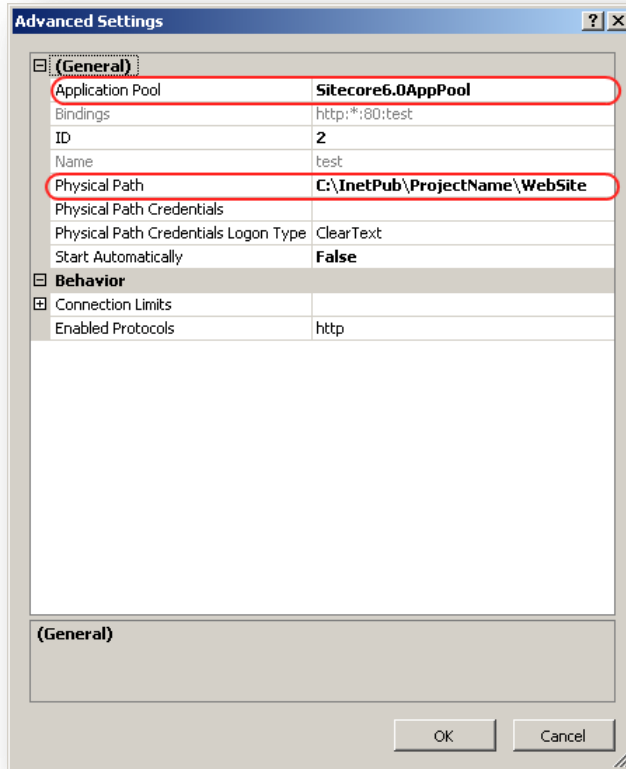 Advanced Settings
(General)
Application Pool Sitecore6.0AppPool
Bindings http:*:80:test
ID 2
Name test
Physical Path C:\InetPub\ProjectName\WebSite
Physical Path Credentials
Physical Path Credentials Logon Type ClearText
Start Automatically False
Behavior
Connection Limits
Enabled Protocols http
(General)
OK Cancel